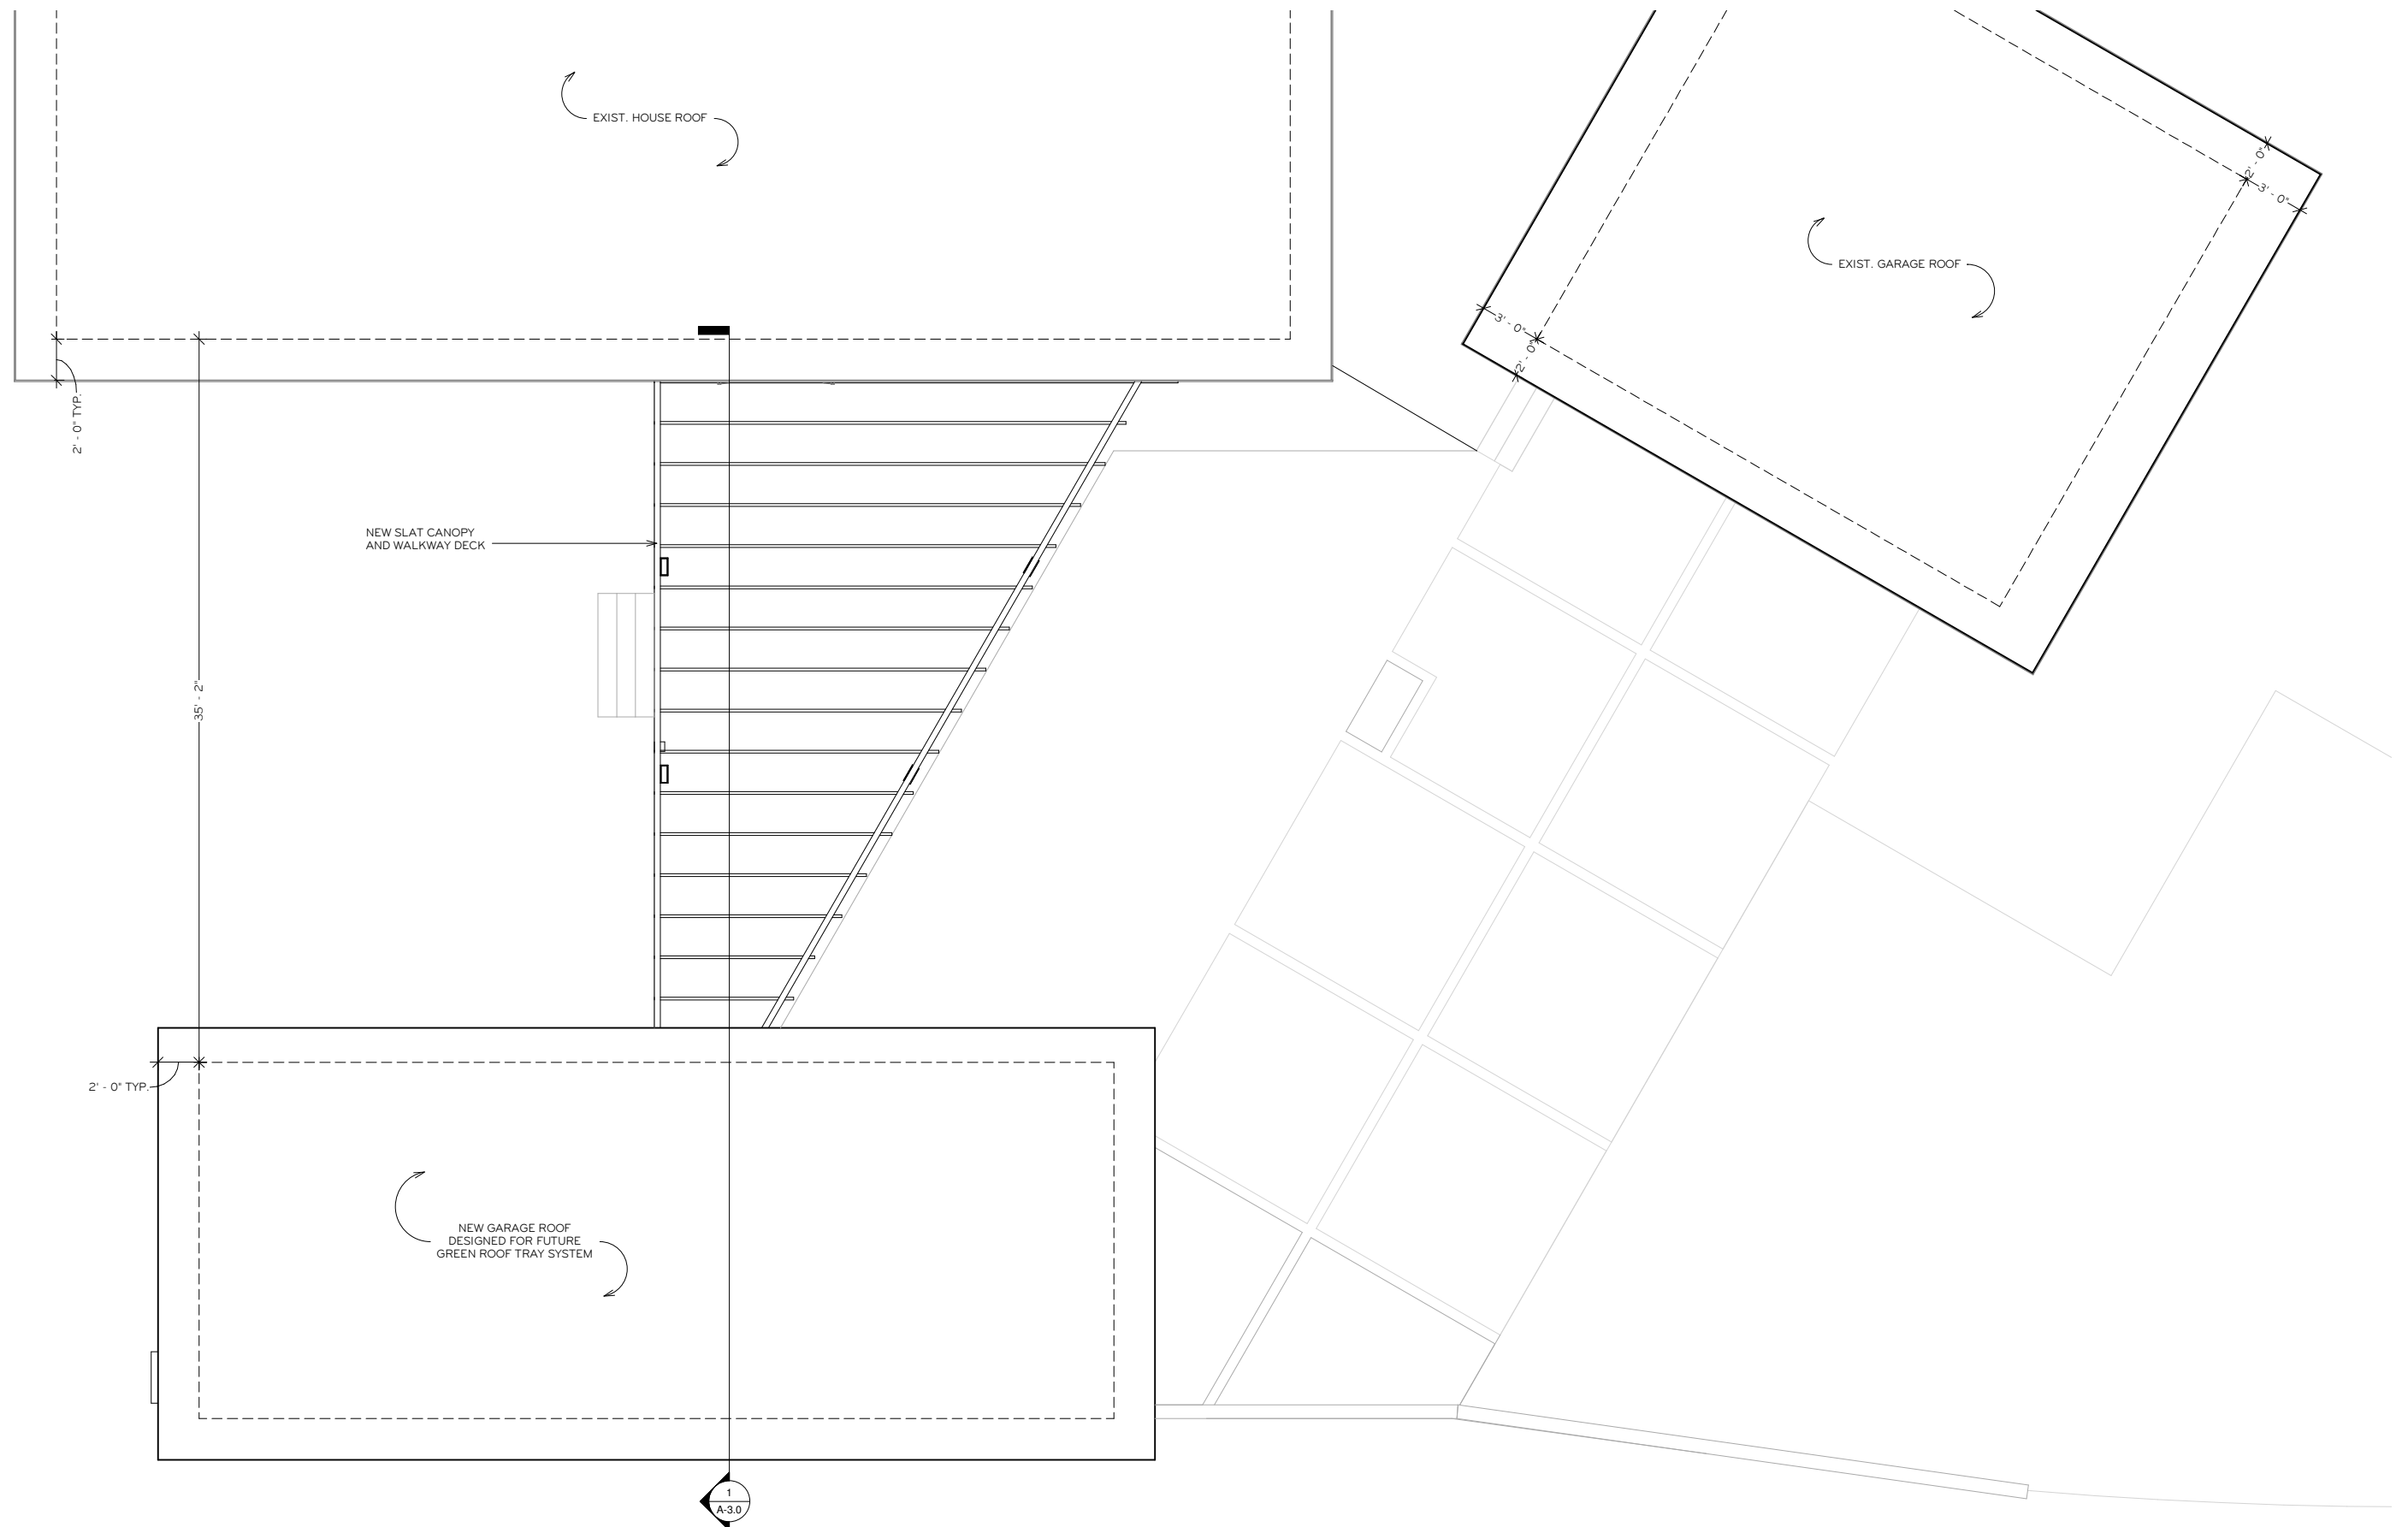 EXIST. HOUSE ROOF
2' - 0"
3' - 0"
EXIST. GARAGE ROOF
3' - 0"
2' - 0"
2' - 0" TYP.
NEW SLAT CANOPY
AND WALKWAY DECK
35' - 2"
2' - 0" TYP.
NEW GARAGE ROOF
DESIGNED FOR FUTURE
GREEN ROOF TRAY SYSTEM
1
A-3.0